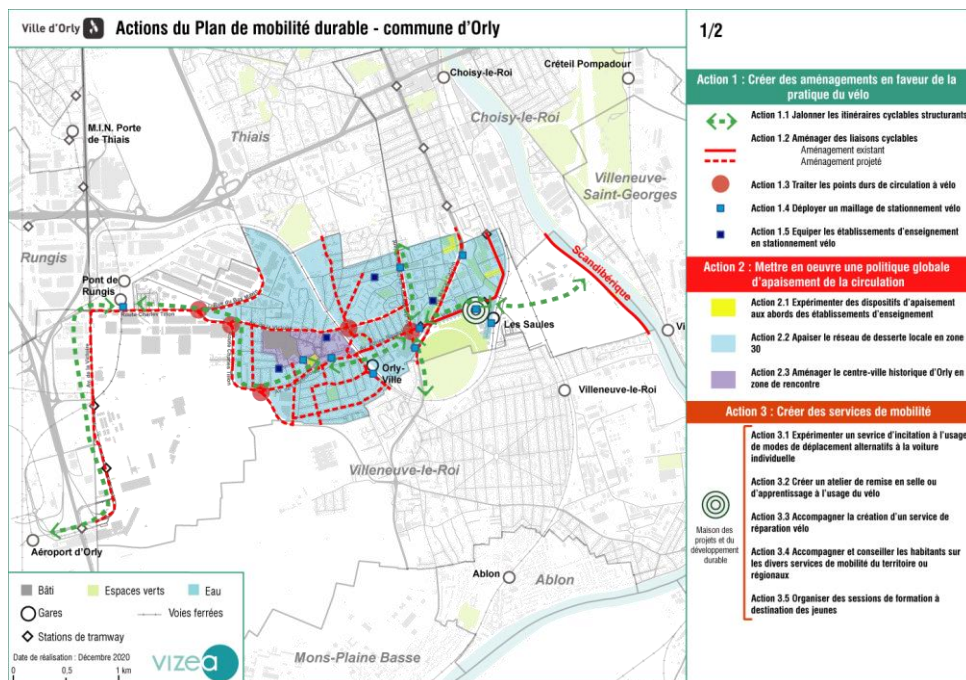 Ville d'Orly
Actions du Plan de mobilité durable - commune d'Orly
Choisy-le-Roi
Créteil Pompadour
M.I.N. Porte
de Thiais
Thiais
Choisy-le-Roi
Villeneuve-
Saint-Georges
Rungis
Pont de
Rungis
Scandibérique
Les Saules
Orly-
Ville
Villeneuve-le-Roi
Villeneuve-le-Roi
Aéroport d'Orly
Ablon
Ablon
Mons-Plaine Basse
Bâti
Espaces verts
Eau
Gares
Voies ferrées
Stations de tramway
Date de réalisation : Décembre 2020
0 0,5 1 km
vizea
1/2
Action 1 : Créer des aménagements en faveur de la
pratique du vélo
Action 1.1 Jalonner les itinéraires cyclables structurants
Action 1.2 Aménager des liaisons cyclables
Aménagement existant
Aménagement projeté
Action 1.3 Traiter les points durs de circulation à vélo
Action 1.4 Déployer un maillage de stationnement vélo
Action 1.5 Equiper les établissements d'enseignement
en stationnement vélo
Action 2 : Mettre en oeuvre une politique globale
d'apaisement de la circulation
Action 2.1 Expérimenter des dispositifs d'apaisement
aux abords des établissements d'enseignement
Action 2.2 Apaiser le réseau de desserte locale en zone
30
Action 2.3 Aménager le centre-ville historique d'Orly en
zone de rencontre
Action 3 : Créer des services de mobilité
Action 3.1 Expérimenter un sevrice d'incitation à l'usage
de modes de déplacement alternatifs à la voiture
individuelle
Action 3.2 Créer un atelier de remise en selle ou
d'apprentissage à l'usage du vélo
Action 3.3 Accompagner la création d'un service de
réparation vélo
Maison des
projets et du
développement
durable
Action 3.4 Accompagner et conseiller les habitants sur
les divers services de mobilité du territoire ou
régionaux
Action 3.5 Organiser des sessions de formation à
destination des jeunes